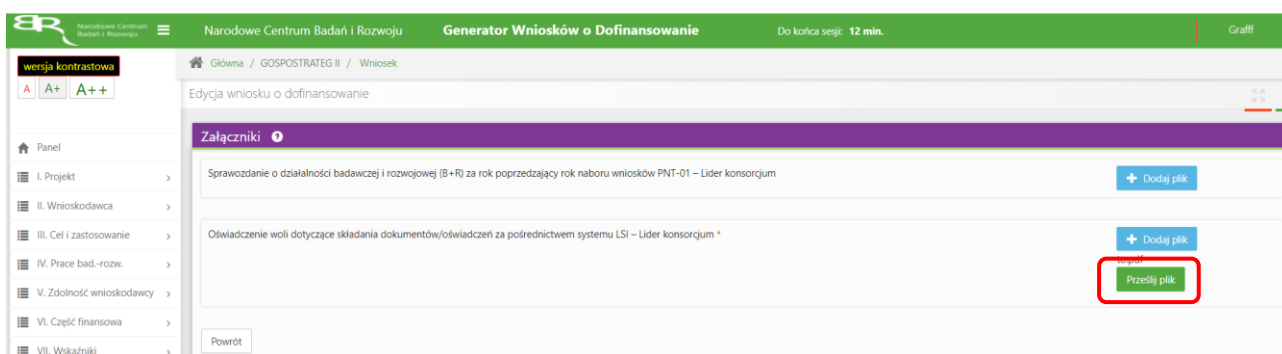 Narodowe Centrum
Badań i Rozwoju
Narodowe Centrum Badań i Rozwoju
Generator Wniosków o Dofinansowanie
Do końca sesji: 12 min.
Grafff
wersja kontrastowa
A A+ A++
Główna / GOSPOSTRATEG II / Wniosek
Edycja wniosku o dofinansowanie
Załączniki
Panel
I. Projekt
II. Wnioskodawca
III. Cel i zastosowanie
IV. Prace bad.-rozw.
V. Zdolność wnioskodawcy
VI. Część finansowa
VII. Wskaźniki
Sprawozdanie o działalności badawczej i rozwojowej (B+R) za rok poprzedzający rok naboru wniosków PNT-01 – Lider konsorcjum
+ Dodaj plik
Oświadczenie woli dotyczące składania dokumentów/oświadczeń za pośrednictwem systemu LSI – Lider konsorcjum *
+ Dodaj plik
to.pdf
Prześlij plik
Powrót